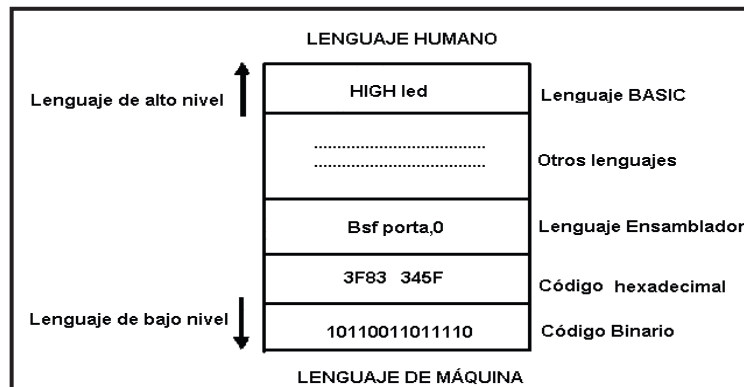 LENGUAJE HUMANO
Lenguaje de alto nivel
HIGH led
Lenguaje BASIC
Otros lenguajes
Bsf porta,0
Lenguaje Ensamblador
3F83 345F
Código hexadecimal
Lenguaje de bajo nivel
10110011011110
Código Binario
LENGUAJE DE MÁQUINA